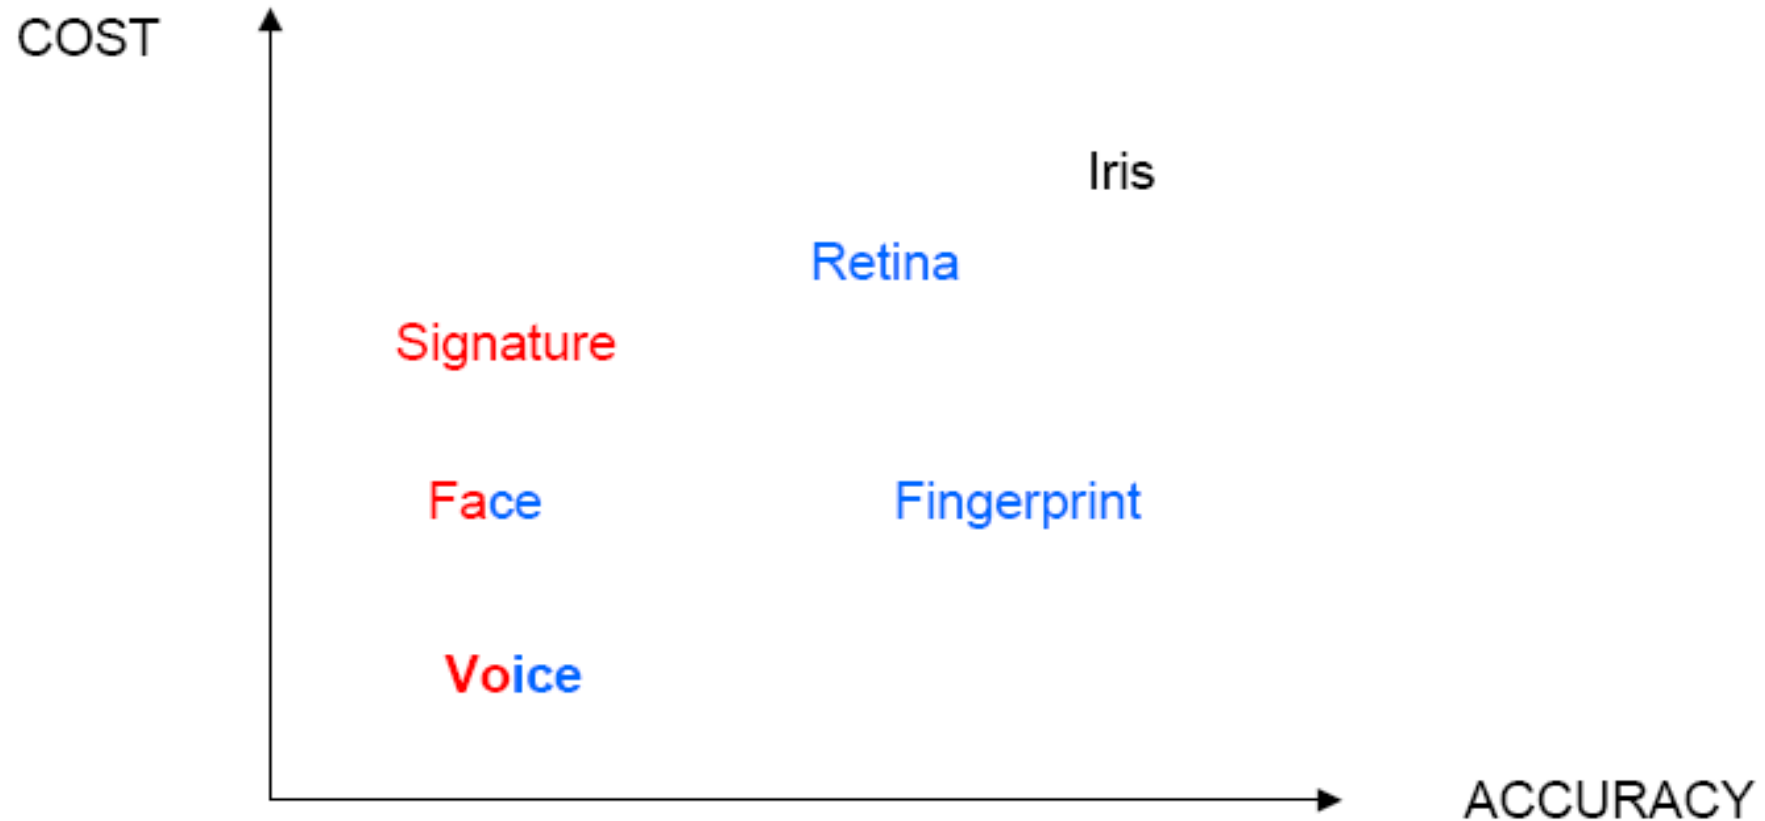 COST
Iris
Retina
Signature
Face
Fingerprint
Voice
ACCURACY